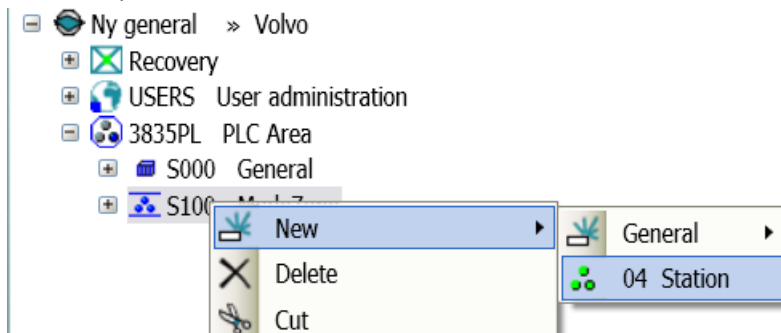 Ny general » Volvo
Recovery
USERS User administration
3835PL PLC Area
S000 General
S100
New
General
Delete
04 Station
Cut